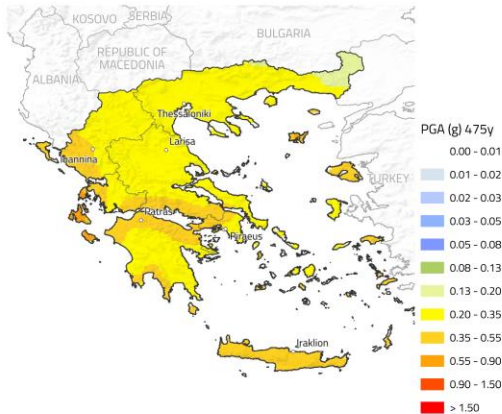 KOSOVO
SERBIA
BULGARIA
REPUBLIC OF
MACEDONIA
ALBANIA
Thessaloniki
Larisa
Ioannina
TURKEY
Patras
Piraeus
Iraklion
PGA (g) 475y
0.00 - 0.01
0.01 - 0.02
0.02 - 0.03
0.03 - 0.05
0.05 - 0.08
0.08 - 0.13
0.13 - 0.20
0.20 - 0.35
0.35 - 0.55
0.55 - 0.90
0.90 - 1.50
> 1.50